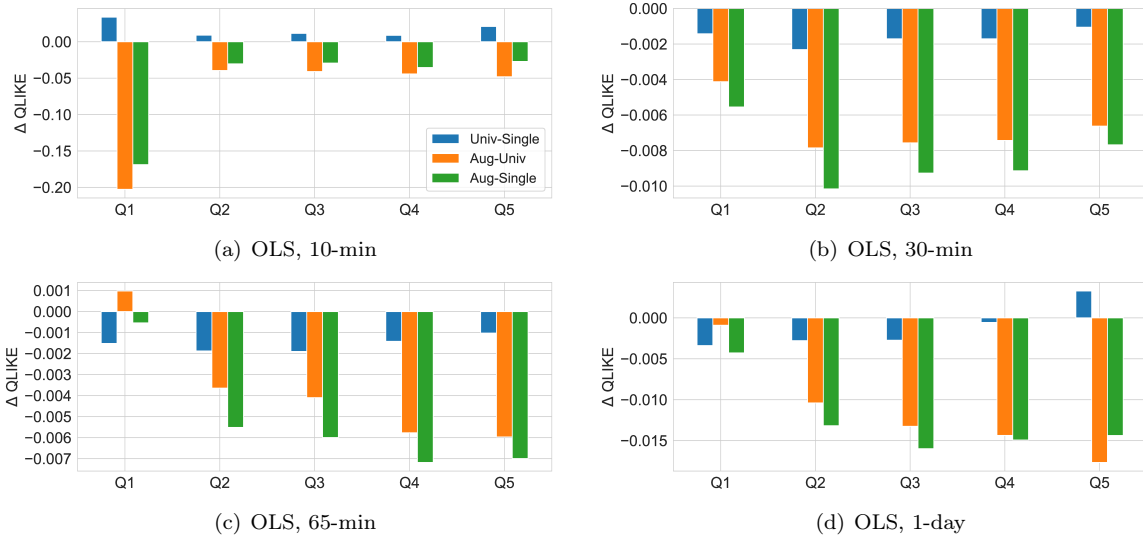 0.00
−0.05
−0.10
−0.15
−0.20
Δ QLIKE
Univ-Single
Aug-Univ
Aug-Single
Q1 Q2 Q3 Q4 Q5
(a) OLS, 10-min
0.000
−0.002
−0.004
−0.006
−0.008
−0.010
Δ QLIKE
Q1 Q2 Q3 Q4 Q5
(b) OLS, 30-min
0.001
0.000
−0.001
−0.002
−0.003
−0.004
−0.005
−0.006
−0.007
Δ QLIKE
Q1 Q2 Q3 Q4 Q5
(c) OLS, 65-min
0.000
−0.005
−0.010
−0.015
Δ QLIKE
Q1 Q2 Q3 Q4 Q5
(d) OLS, 1-day